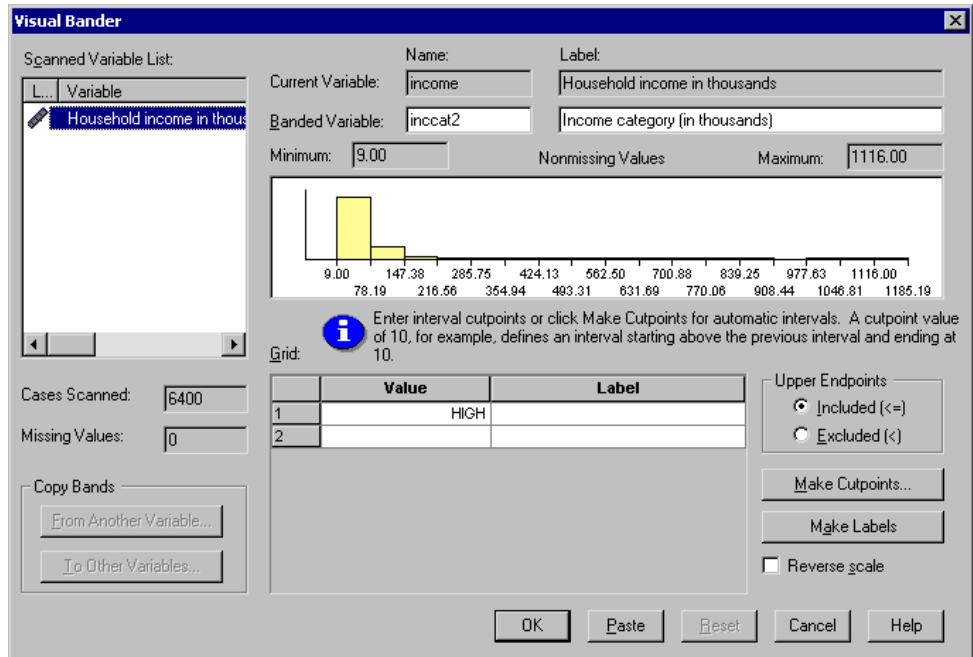 Visual Bander
Scanned Variable List:
L... Variable
Household income in thous
Cases Scanned: 6400
Missing Values: 0
Copy Bands
From Another Variable...
To Other Variables...
Name: Label:
Current Variable: income Household income in thousands
Banded Variable: inccat2 Income category (in thousands)
Minimum: 9.00 Nonmissing Values Maximum: 1116.00
9.00 147.38 285.75 424.13 562.50 700.88 839.25 977.63 1116.00
78.19 216.56 354.94 493.31 631.69 770.06 908.44 1046.81 1185.19
Enter interval cutpoints or click Make Cutpoints for automatic intervals. A cutpoint value
of 10, for example, defines an interval starting above the previous interval and ending at
10.
Grid:
Value Label
1 HIGH
2
Upper Endpoints
Included (<=)
Excluded (<)
Make Cutpoints...
Make Labels
Reverse scale
OK Paste Reset Cancel Help